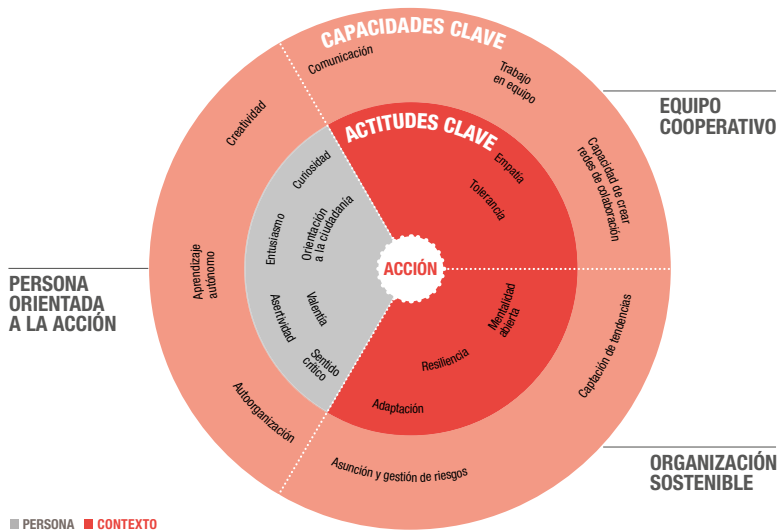 CAPACIDADES CLAVE
Comunicación
Trabajo
en equipo
Capacidad de crear
redes de colaboración
EQUIPO
COOPERATIVO
ACTITUDES CLAVE
Empatía
Tolerancia
Creatividad
Aprendizaje
autónomo
Autoorganización
PERSONA
ORIENTADA
A LA ACCIÓN
Curiosidad
Orientación
a la ciudadanía
Entusiasmo
Valentía
Asertividad
Sentido
crítico
ACCIÓN
Mentalidad
abierta
Resiliencia
Adaptación
Captación de tendencias
Asunción y gestión de riesgos
ORGANIZACIÓN
SOSTENIBLE
PERSONA
CONTEXTO